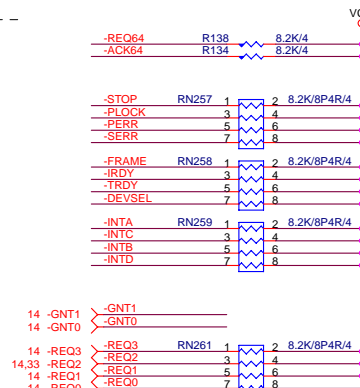 VC
-REQ64 R138 8.2K/4
-ACK64 R134 8.2K/4
-STOP RN257 1 2 8.2K/8P4R/4
-PLOCK 3 4
-PERR 5 6
-SERR 7 8
-FRAME RN258 1 2 8.2K/8P4R/4
-IRDY 3 4
-TRDY 5 6
-DEVSEL 7 8
-INTA RN259 1 2 8.2K/8P4R/4
-INTC 3 4
-INTB 5 6
-INTD 7 8
14 -GNT1 -GNT1
14 -GNT0 -GNT0
14 -REQ3 -REQ3 RN261 1 2 8.2K/8P4R/4
14,33 -REQ2 -REQ2 3 4
14 -REQ1 -REQ1 5 6
14 -REQ0 -REQ0 7 8